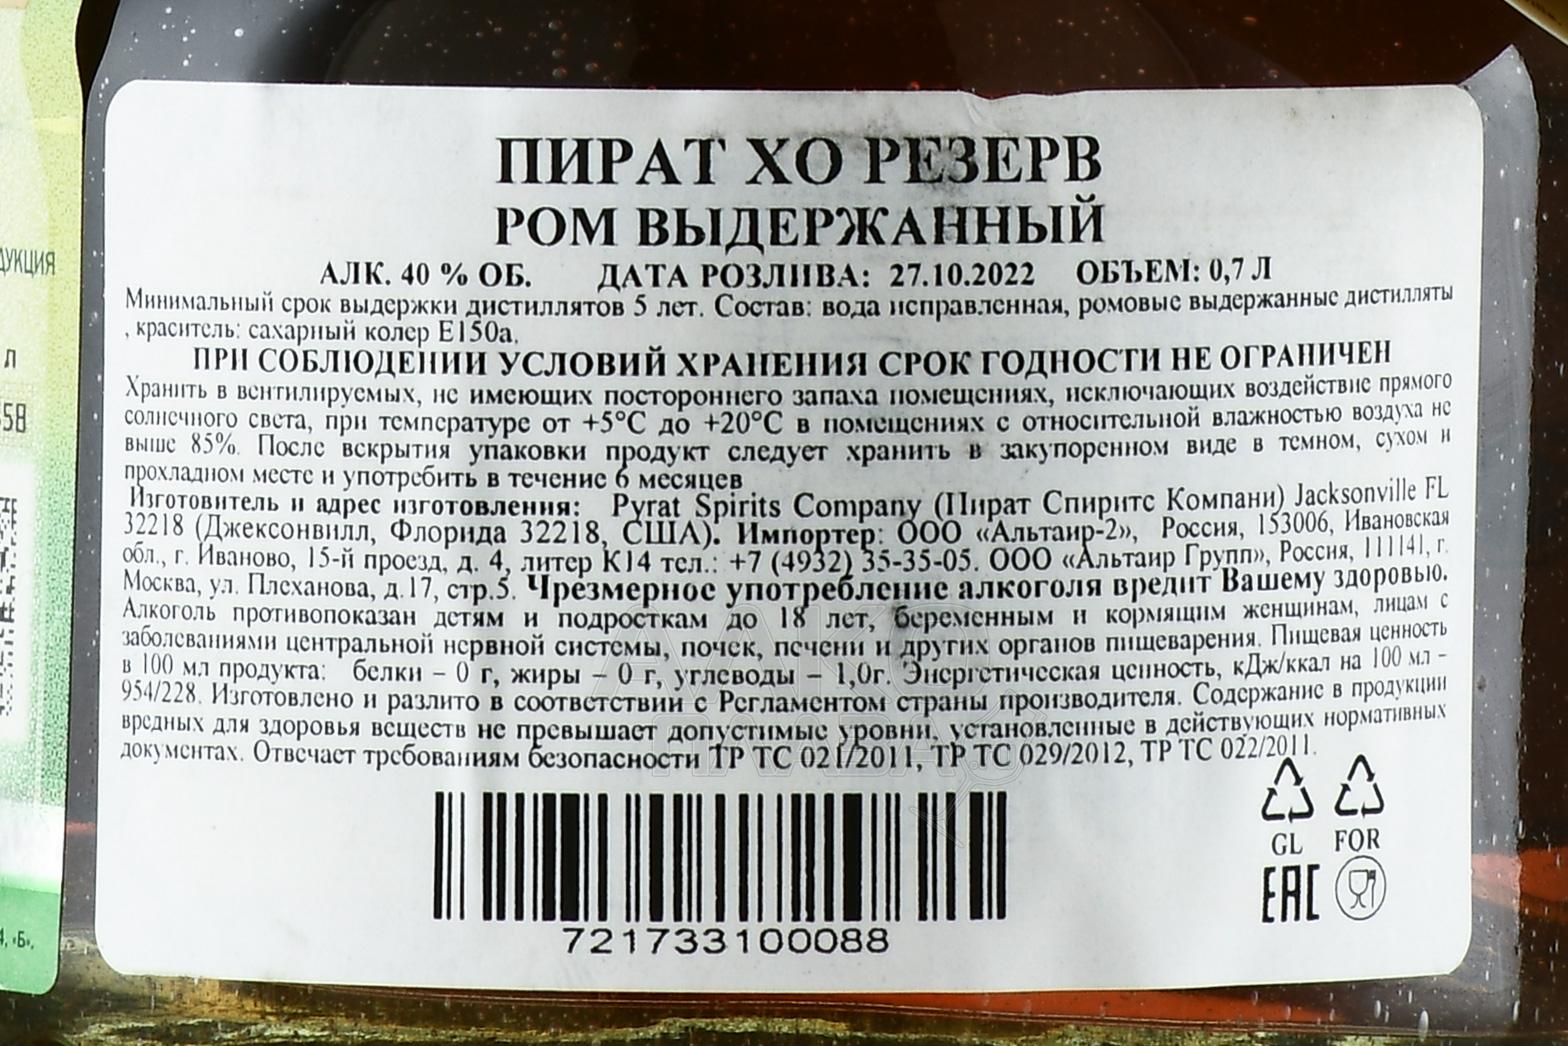 ПИРАТ ХО РЕЗЕРВ
РОМ ВЫДЕРЖАННЫЙ
АЛК. 40 % ОБ. ДАТА РОЗЛИВА: 27.10.2022 ОБЪЕМ: 0,7 Л
Минимальный срок выдержки дистиллятов 5 лет. Состав: вода исправленная, ромовые выдержанные дистилляты
, краситель: сахарный колер Е150а.
ПРИ СОБЛЮДЕНИИ УСЛОВИЙ ХРАНЕНИЯ СРОК ГОДНОСТИ НЕ ОГРАНИЧЕН
Хранить в вентилируемых, не имеющих постороннего запаха помещениях, исключающих воздействие прямого
солнечного света, при температуре от +5°С до +20°С в помещениях с относительной влажностью воздуха не
выше 85%. После вскрытия упаковки продукт следует хранить в закупоренном виде в темном, сухом и
прохладном месте и употребить в течение 6 месяцев
Изготовитель и адрес изготовления: Pyrat Spirits Company (Пират Спиритс Компани) Jacksonville FL
32218 (Джексонвилл, Флорида 32218, США). Импортер: ООО «Альтаир-2», Россия, 153006, Ивановская
обл., г. Иваново, 15-й проезд, д. 4, литер К14 тел.: +7 (4932) 35-35-05. ООО «Альтаир Групп», Россия, 111141, г.
Москва, ул. Плеханова, д.17, стр.5. Чрезмерное употребление алкоголя вредит Вашему здоровью.
Алкоголь противопоказан детям и подросткам до 18 лет, беременным и кормящим женщинам, лицам с
заболеваниями центральной нервной системы, почек, печени и других органов пищеварения. Пищевая ценность
в 100 мл продукта: белки – 0 г, жиры – 0 г, углеводы – 1,0г. Энергетическая ценность, кДж/ккал на 100 мл –
954/228. Изготовлено и разлито в соответствии с Регламентом страны производителя. Содержание в продукции
вредных для здоровья веществ не превышает допустимые уровни, установленные в действующих нормативных
документах. Отвечает требованиям безопасности ТР ТС 021/2011, ТР ТС 029/2012, ТР ТС 022/2011.
GL FOR
EAC
721733100088